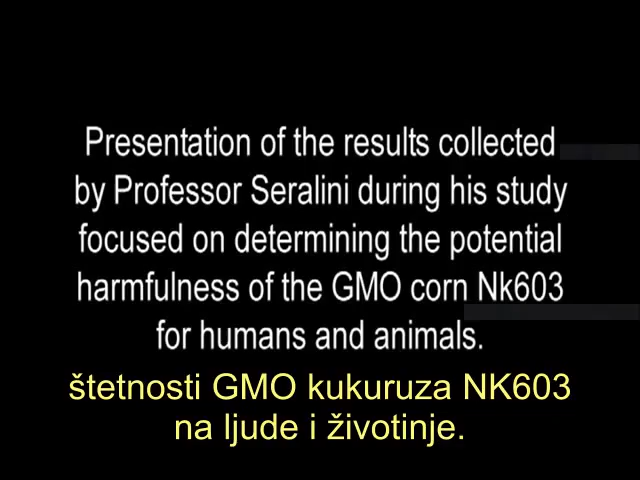 Presentation of the results collected
by Professor Seralini during his study
focused on determining the potential
harmfulness of the GMO corn Nk603
for humans and animals.
štetnosti GMO kukuruza NK603
na ljude i životinje.